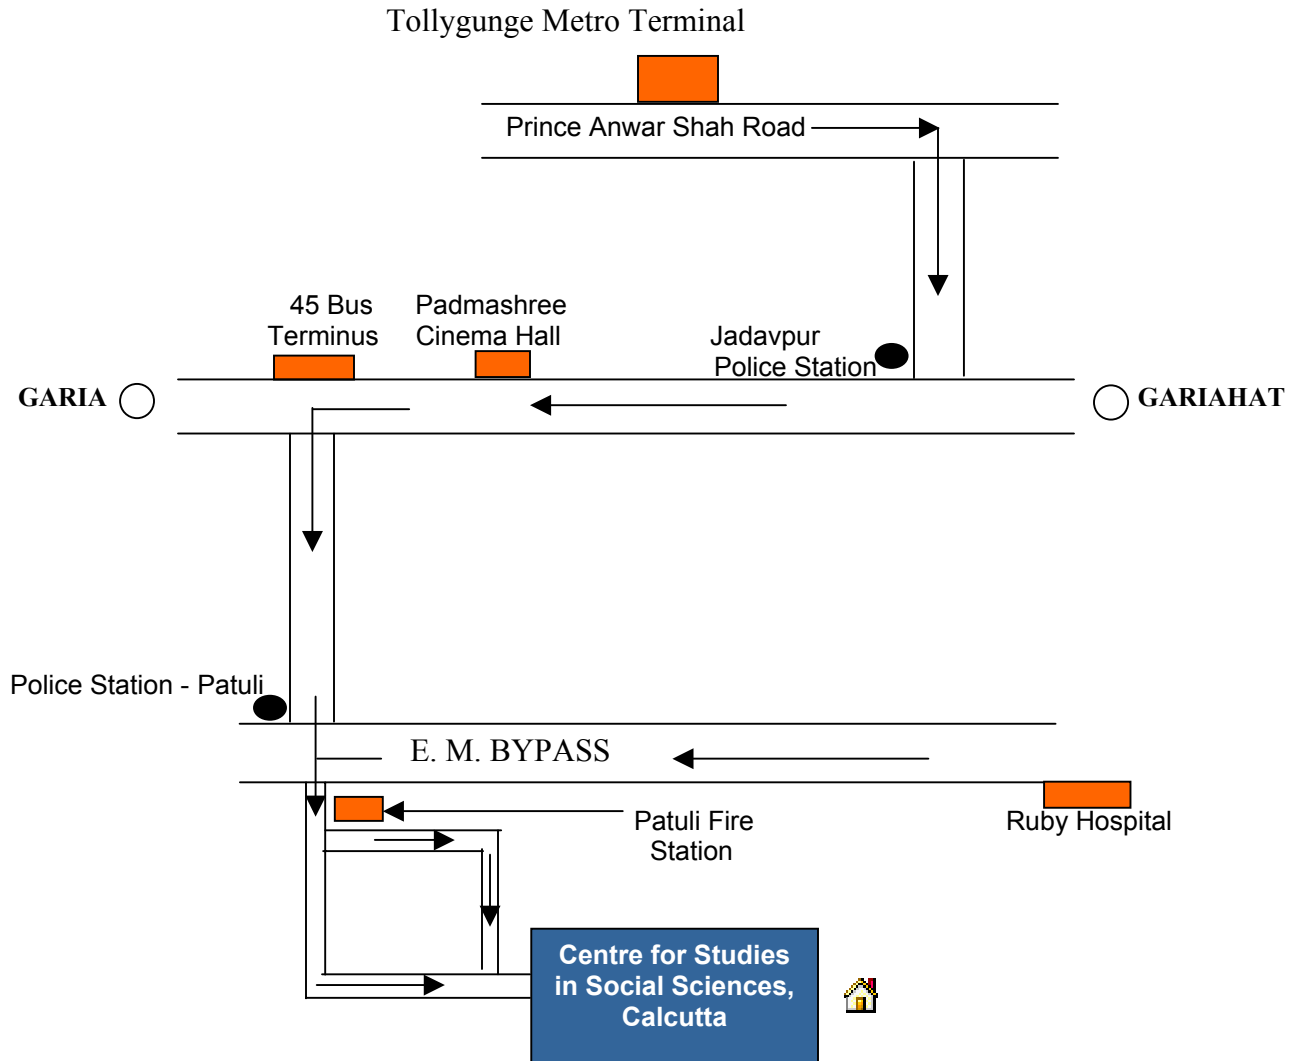 Tollygunge Metro Terminal
Prince Anwar Shah Road
45 Bus
Terminus
Padmashree
Cinema Hall
Jadavpur
Police Station
GARIA
GARIAHAT
Police Station - Patuli
E. M. BYPASS
Patuli Fire
Station
Ruby Hospital
Centre for Studies
in Social Sciences,
Calcutta